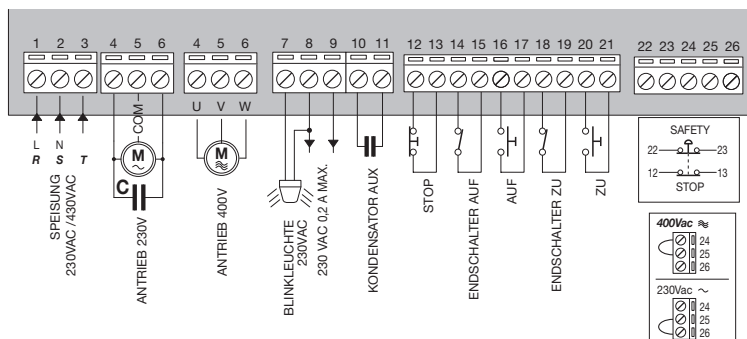 1 2 3 4 5 6 4 5 6 7 8 9 10 11 12 13 14 15 16 17 18 19 20 21 22 23 24 25 26
L N
R S T
SPEISUNG
230VAC /430VAC
COM
M
~
C
ANTRIEB 230V
U V W
M
≋
ANTRIEB 400V
BLINKLEUCHTE
230VAC
230 VAC 0,2 A MAX.
KONDENSATOR AUX
STOP
ENDSCHALTER AUF
AUF
ENDSCHALTER ZU
ZU
SAFETY
22 23
12 13
STOP
400Vac ≋
24
25
26
230Vac ~
24
25
26